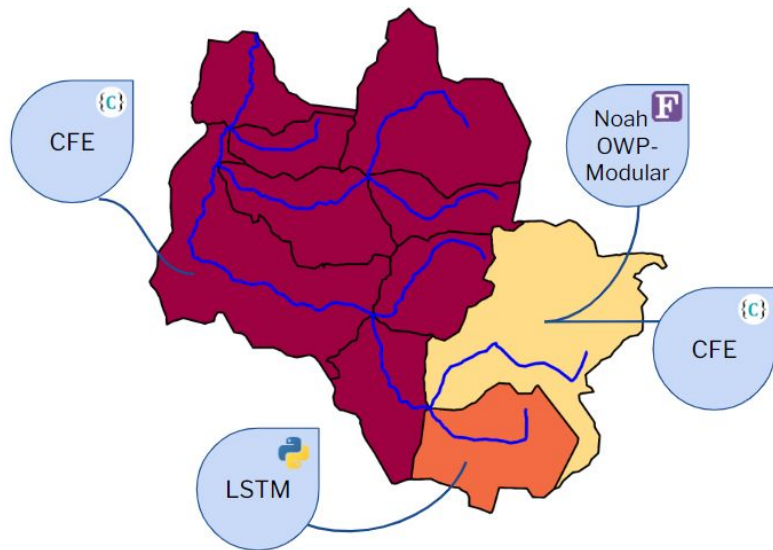 {C}
CFE
F
Noah
OWP-
Modular
{C}
CFE
LSTM